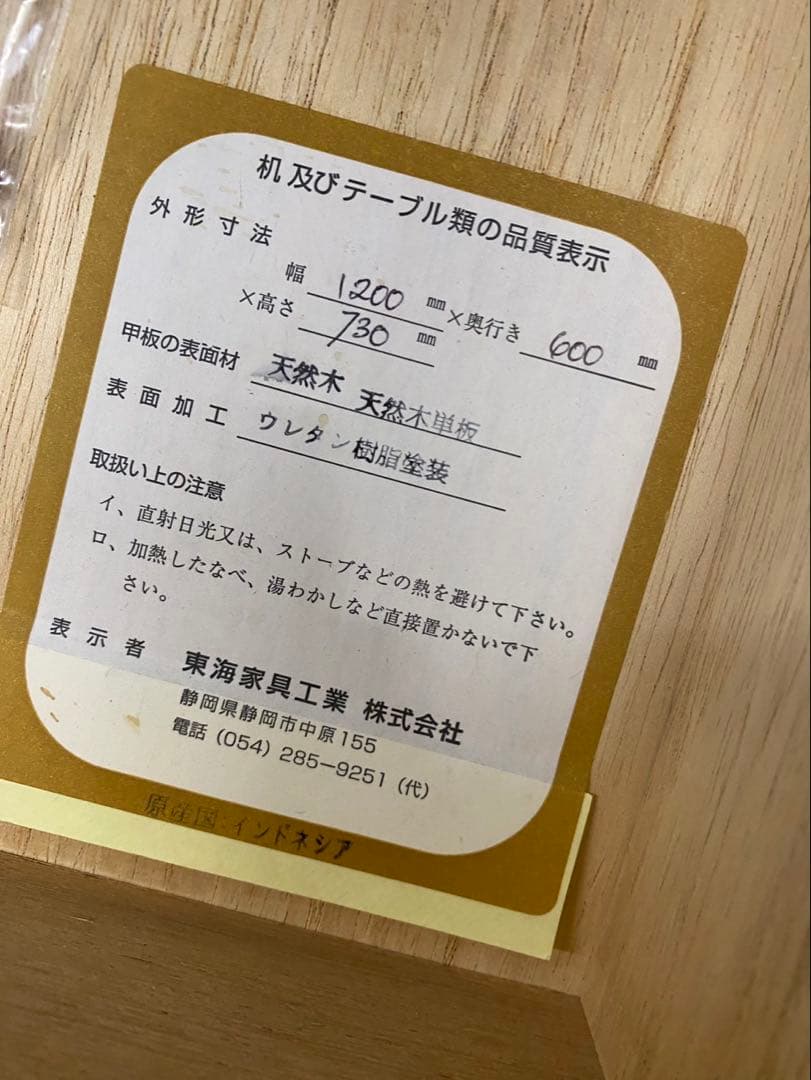 机及びテーブル類の品質表示
外形寸法
幅 1200 ㎜ ×奥行き 600 ㎜
×高さ 730 ㎜
甲板の表面材 天然木 天然木単板
表面加工 ウレタン樹脂塗装
取扱い上の注意
イ、直射日光又は、ストーブなどの熱を避けて下さい。
ロ、加熱したなべ、湯わかしなど直接置かないで下
さい。
表示者 東海家具工業 株式会社
静岡県静岡市中原155
電話 (054) 285-9251 (代)
原産国:インドネシア